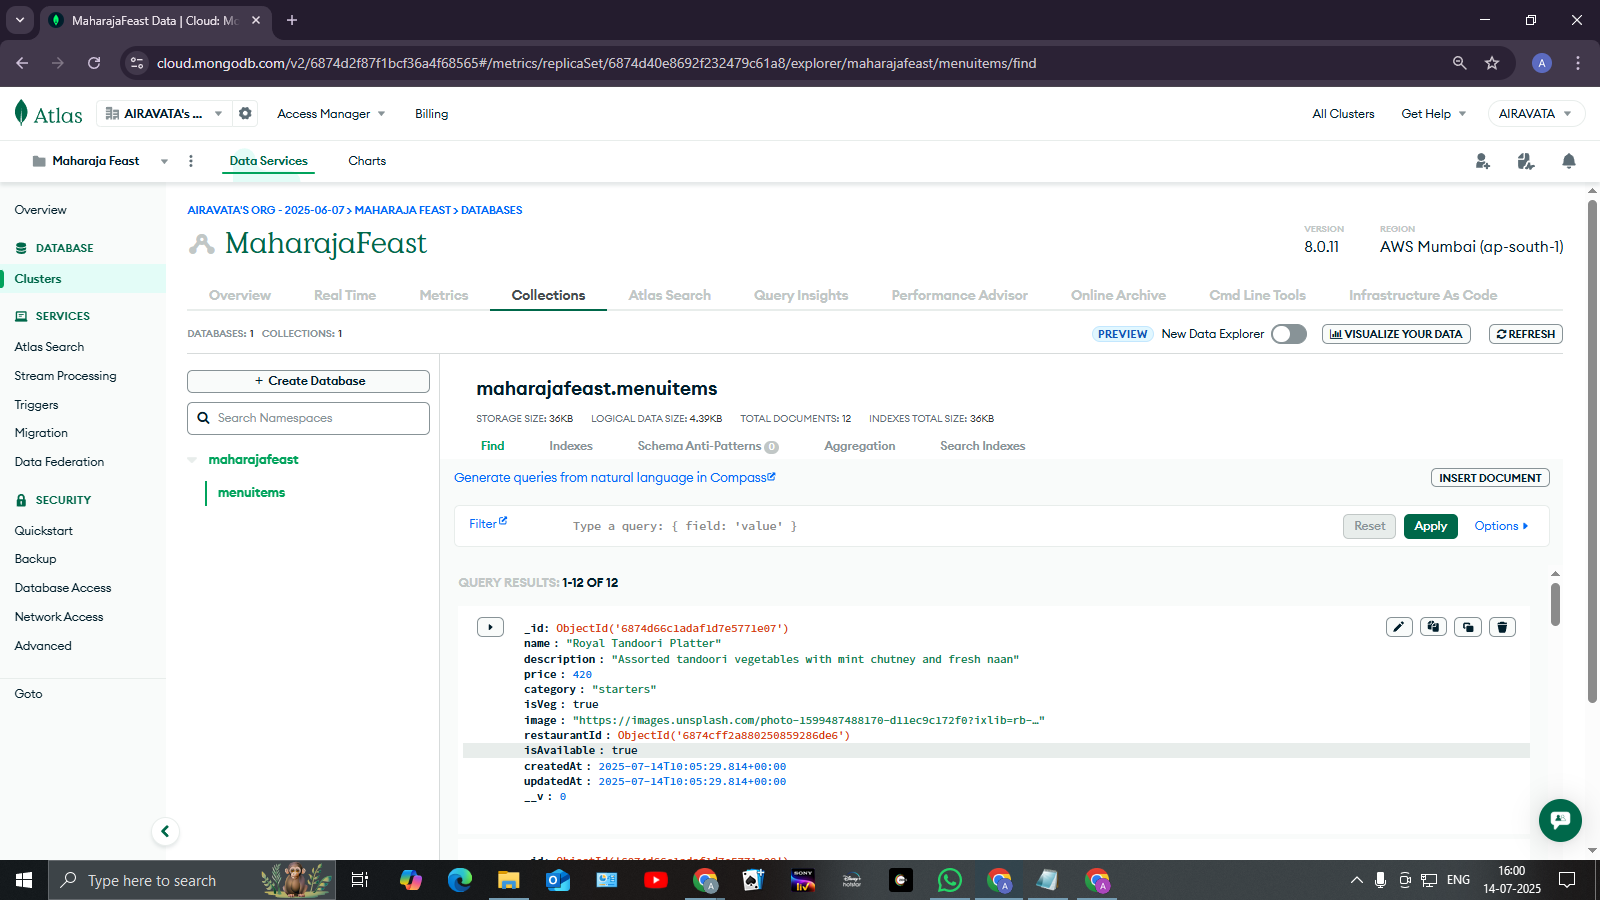 MaharajaFeast Data | Cloud: Mo
cloud.mongodb.com/v2/6874d2f87f1bcf36a4f68565#/metrics/replicaSet/6874d40e8692f232479c61a8/explorer/maharajafeast/menuitems/find
A
Atlas
AIRAVATA's ...
Access Manager
Billing
All Clusters
Get Help
AIRAVATA
Maharaja Feast
Data Services
Charts
Overview
DATABASE
Clusters
SERVICES
Atlas Search
Stream Processing
Triggers
Migration
Data Federation
SECURITY
Quickstart
Backup
Database Access
Network Access
Advanced
Goto
AIRAVATA'S ORG - 2025-06-07 > MAHARAJA FEAST > DATABASES
MaharajaFeast
VERSION
8.0.11
REGION
AWS Mumbai (ap-south-1)
Overview
Real Time
Metrics
Collections
Atlas Search
Query Insights
Performance Advisor
Online Archive
Cmd Line Tools
Infrastructure As Code
DATABASES: 1 COLLECTIONS: 1
PREVIEW
New Data Explorer
VISUALIZE YOUR DATA
REFRESH
+ Create Database
Search Namespaces
maharajafeast
menuitems
maharajafeast.menuitems
STORAGE SIZE: 36KB LOGICAL DATA SIZE: 4.39KB TOTAL DOCUMENTS: 12 INDEXES TOTAL SIZE: 36KB
Find
Indexes
Schema Anti-Patterns 0
Aggregation
Search Indexes
Generate queries from natural language in Compass
INSERT DOCUMENT
Filter
Type a query: { field: 'value' }
Reset
Apply
Options
QUERY RESULTS: 1-12 OF 12
_id: ObjectId('6874d66c1adaf1d7e5771e07')
name : "Royal Tandoori Platter"
description : "Assorted tandoori vegetables with mint chutney and fresh naan"
price : 420
category : "starters"
isVeg : true
image : "https://images.unsplash.com/photo-1599487488170-d11ec9c172f0?ixlib=rb-…"
restaurantId : ObjectId('6874cff2a880250859286de6')
isAvailable : true
createdAt : 2025-07-14T10:05:29.814+00:00
updatedAt : 2025-07-14T10:05:29.814+00:00
__v : 0
Type here to search
ENG
16:00
14-07-2025